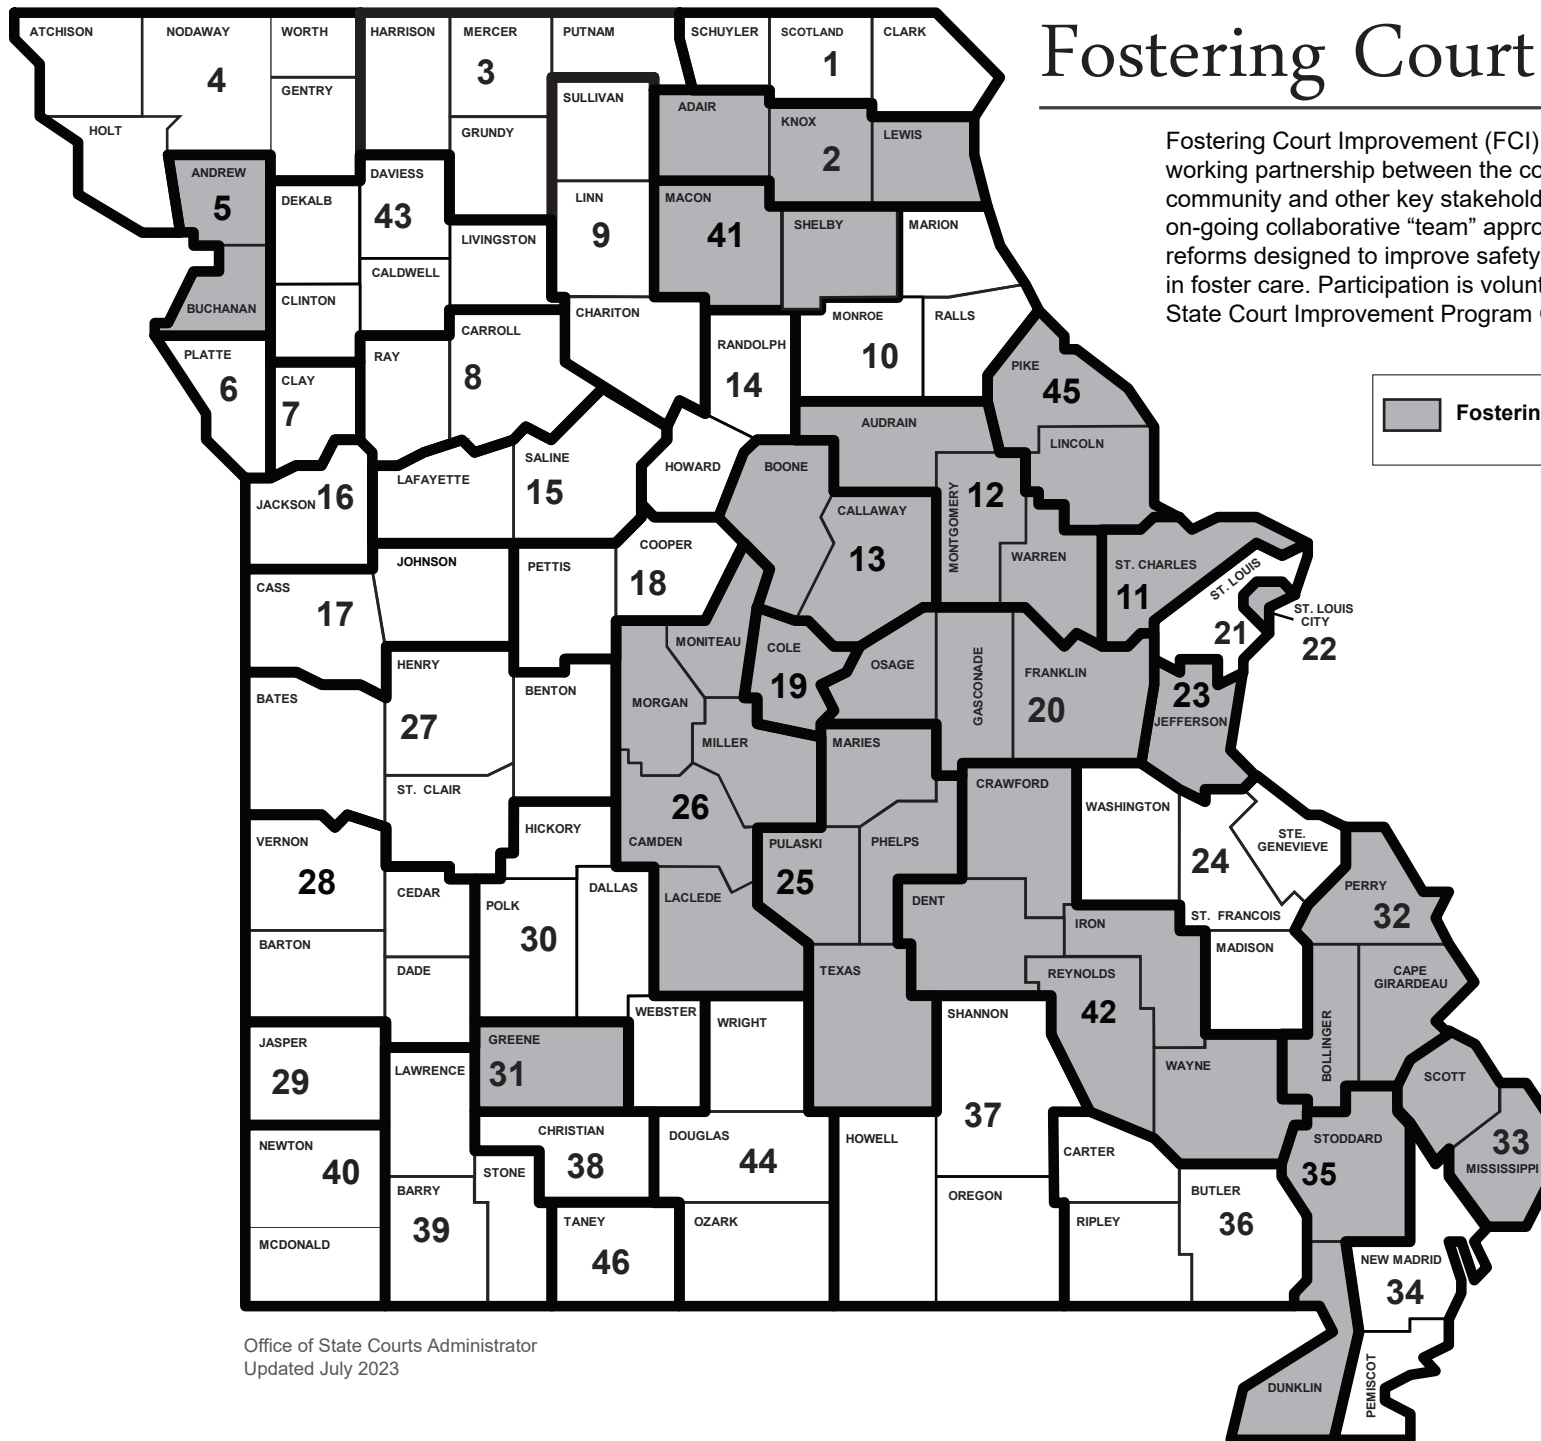 Fostering Court
Fostering Court Improvement (FCI)
working partnership between the co
community and other key stakehold
on-going collaborative “team” appro
reforms designed to improve safety
in foster care. Participation is volunt
State Court Improvement Program
Fosterin
ATCHISON
NODAWAY
4
WORTH
GENTRY
HOLT
HARRISON
MERCER
3
GRUNDY
PUTNAM
SCHUYLER
SCOTLAND
1
CLARK
SULLIVAN
ADAIR
KNOX
2
LEWIS
ANDREW
5
BUCHANAN
DEKALB
DAVIESS
43
CALDWELL
LIVINGSTON
CLINTON
LINN
9
CHARITON
MACON
41
SHELBY
MARION
MONROE
10
RALLS
PLATTE
6
CLAY
7
RAY
CARROLL
8
RANDOLPH
14
HOWARD
PIKE
45
LINCOLN
AUDRAIN
MONTGOMERY
12
WARREN
BOONE
CALLAWAY
13
JACKSON
16
LAFAYETTE
SALINE
15
CASS
17
JOHNSON
PETTIS
COOPER
18
ST. CHARLES
11
ST. LOUIS
21
ST. LOUIS
CITY
22
MONITEAU
MORGAN
MILLER
26
CAMDEN
LACLEDE
COLE
19
OSAGE
GASCONADE
FRANKLIN
20
23
JEFFERSON
BATES
HENRY
27
ST. CLAIR
BENTON
MARIES
PULASKI
25
PHELPS
TEXAS
CRAWFORD
DENT
IRON
REYNOLDS
42
WAYNE
WASHINGTON
24
STE.
GENEVIEVE
ST. FRANCOIS
MADISON
VERNON
28
BARTON
CEDAR
DADE
HICKORY
POLK
30
DALLAS
WEBSTER
PERRY
32
CAPE
GIRARDEAU
BOLLINGER
JASPER
29
LAWRENCE
GREENE
31
WRIGHT
SHANNON
37
HOWELL
OREGON
CARTER
SCOTT
33
MISSISSIPPI
STODDARD
35
NEWTON
40
MCDONALD
BARRY
39
STONE
CHRISTIAN
38
TANEY
46
DOUGLAS
44
OZARK
RIPLEY
BUTLER
36
NEW MADRID
34
DUNKLIN
PEMISCOT
Office of State Courts Administrator
Updated July 2023